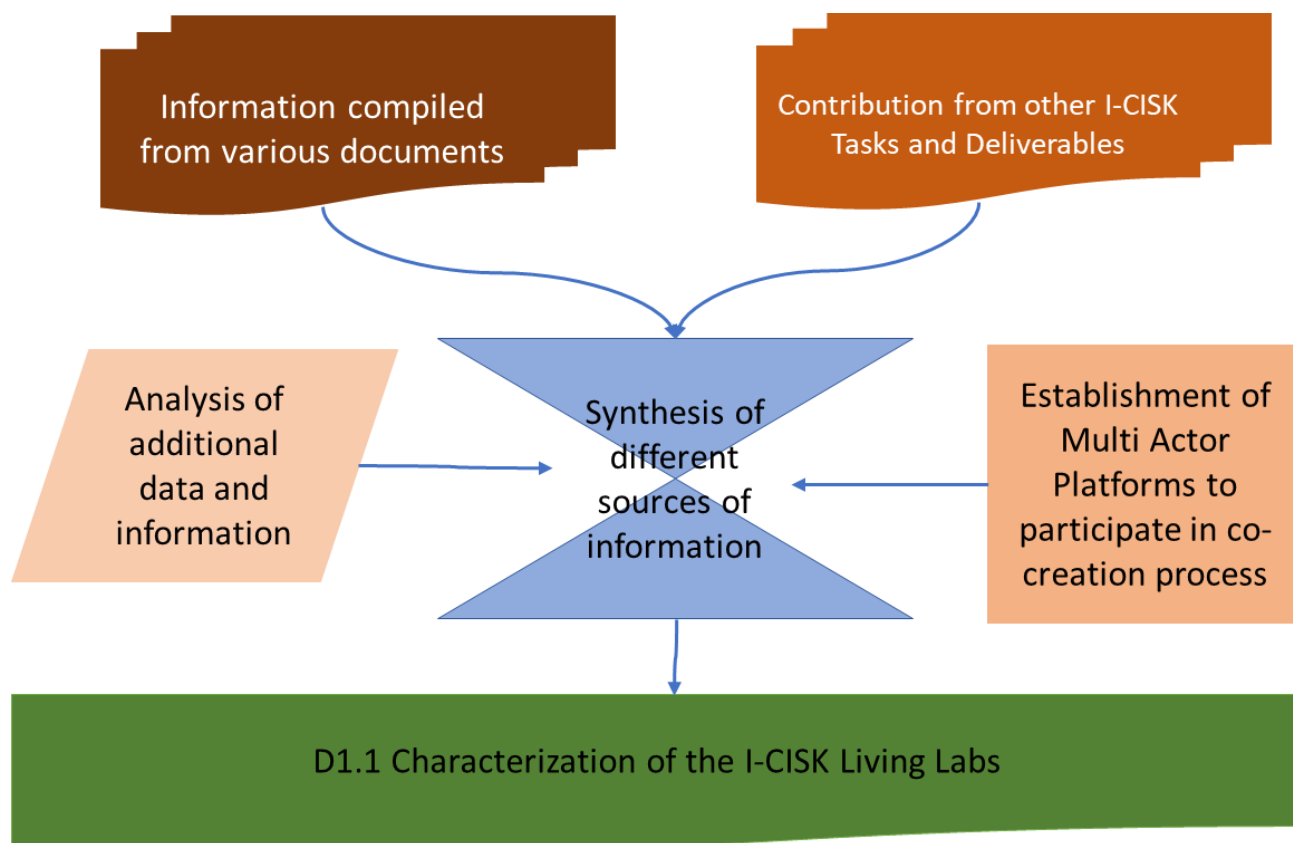 Information compiled
from various documents
Contribution from other I-CISK
Tasks and Deliverables
Analysis of
additional
data and
information
Synthesis of
different
sources of
information
Establishment of
Multi Actor
Platforms to
participate in co-
creation process
D1.1 Characterization of the I-CISK Living Labs